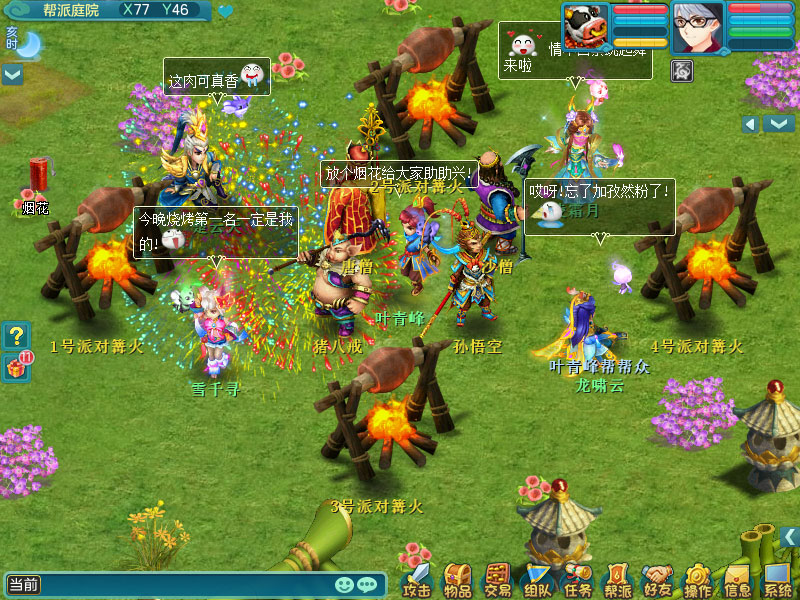 帮派庭院 X77 Y46
亥时
这肉可真香
来啦
放个烟花给大家助助兴!
2号派对篝火
哎呀!忘了加孜然粉了!
霜月
烟花
今晚烧烤第一名一定是我
的!
唐僧
沙僧
叶青峰
1号派对篝火
猪八戒
孙悟空
4号派对篝火
叶青峰帮帮众
龙啸云
雪千寻
?
11
3号派对篝火
当前
攻击
物品
交易
组队
任务
帮派
好友
操作
信息
系统